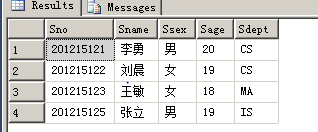 Results Messages
Sno Sname Ssex Sage Sdept
1 201215121 李勇 男 20 CS
2 201215122 刘晨 女 19 CS
3 201215123 王敏 女 18 MA
4 201215125 张立 男 19 IS